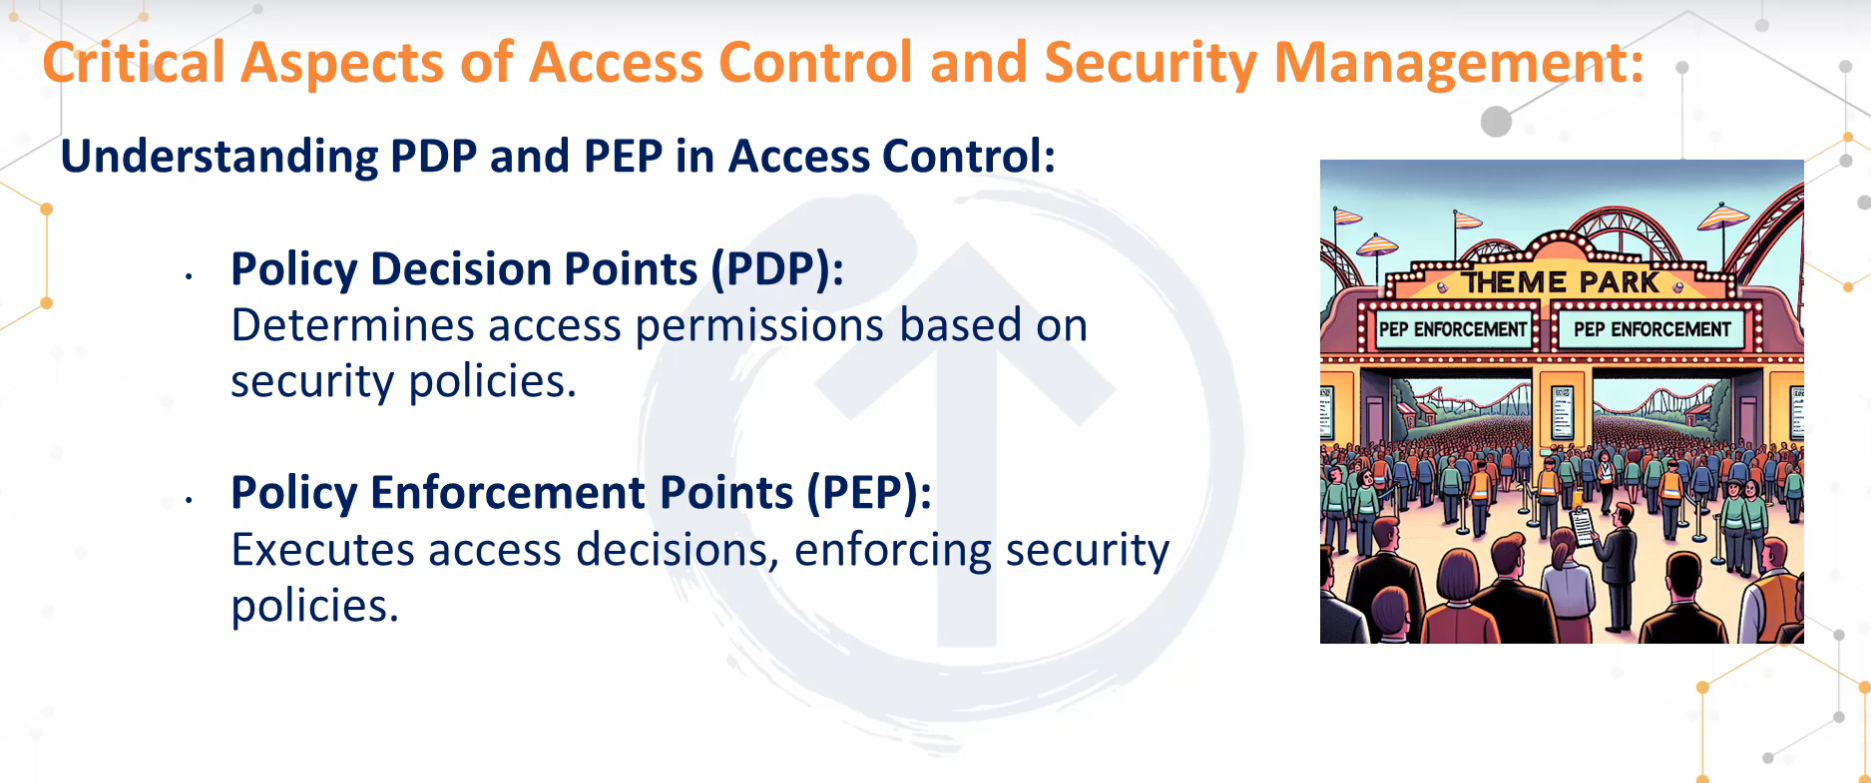 Critical Aspects of Access Control and Security Management:
Understanding PDP and PEP in Access Control:
• Policy Decision Points (PDP):
Determines access permissions based on
security policies.
• Policy Enforcement Points (PEP):
Executes access decisions, enforcing security
policies.
THEME PARK
PEP ENFORCEMENT
PEP ENFORCEMENT